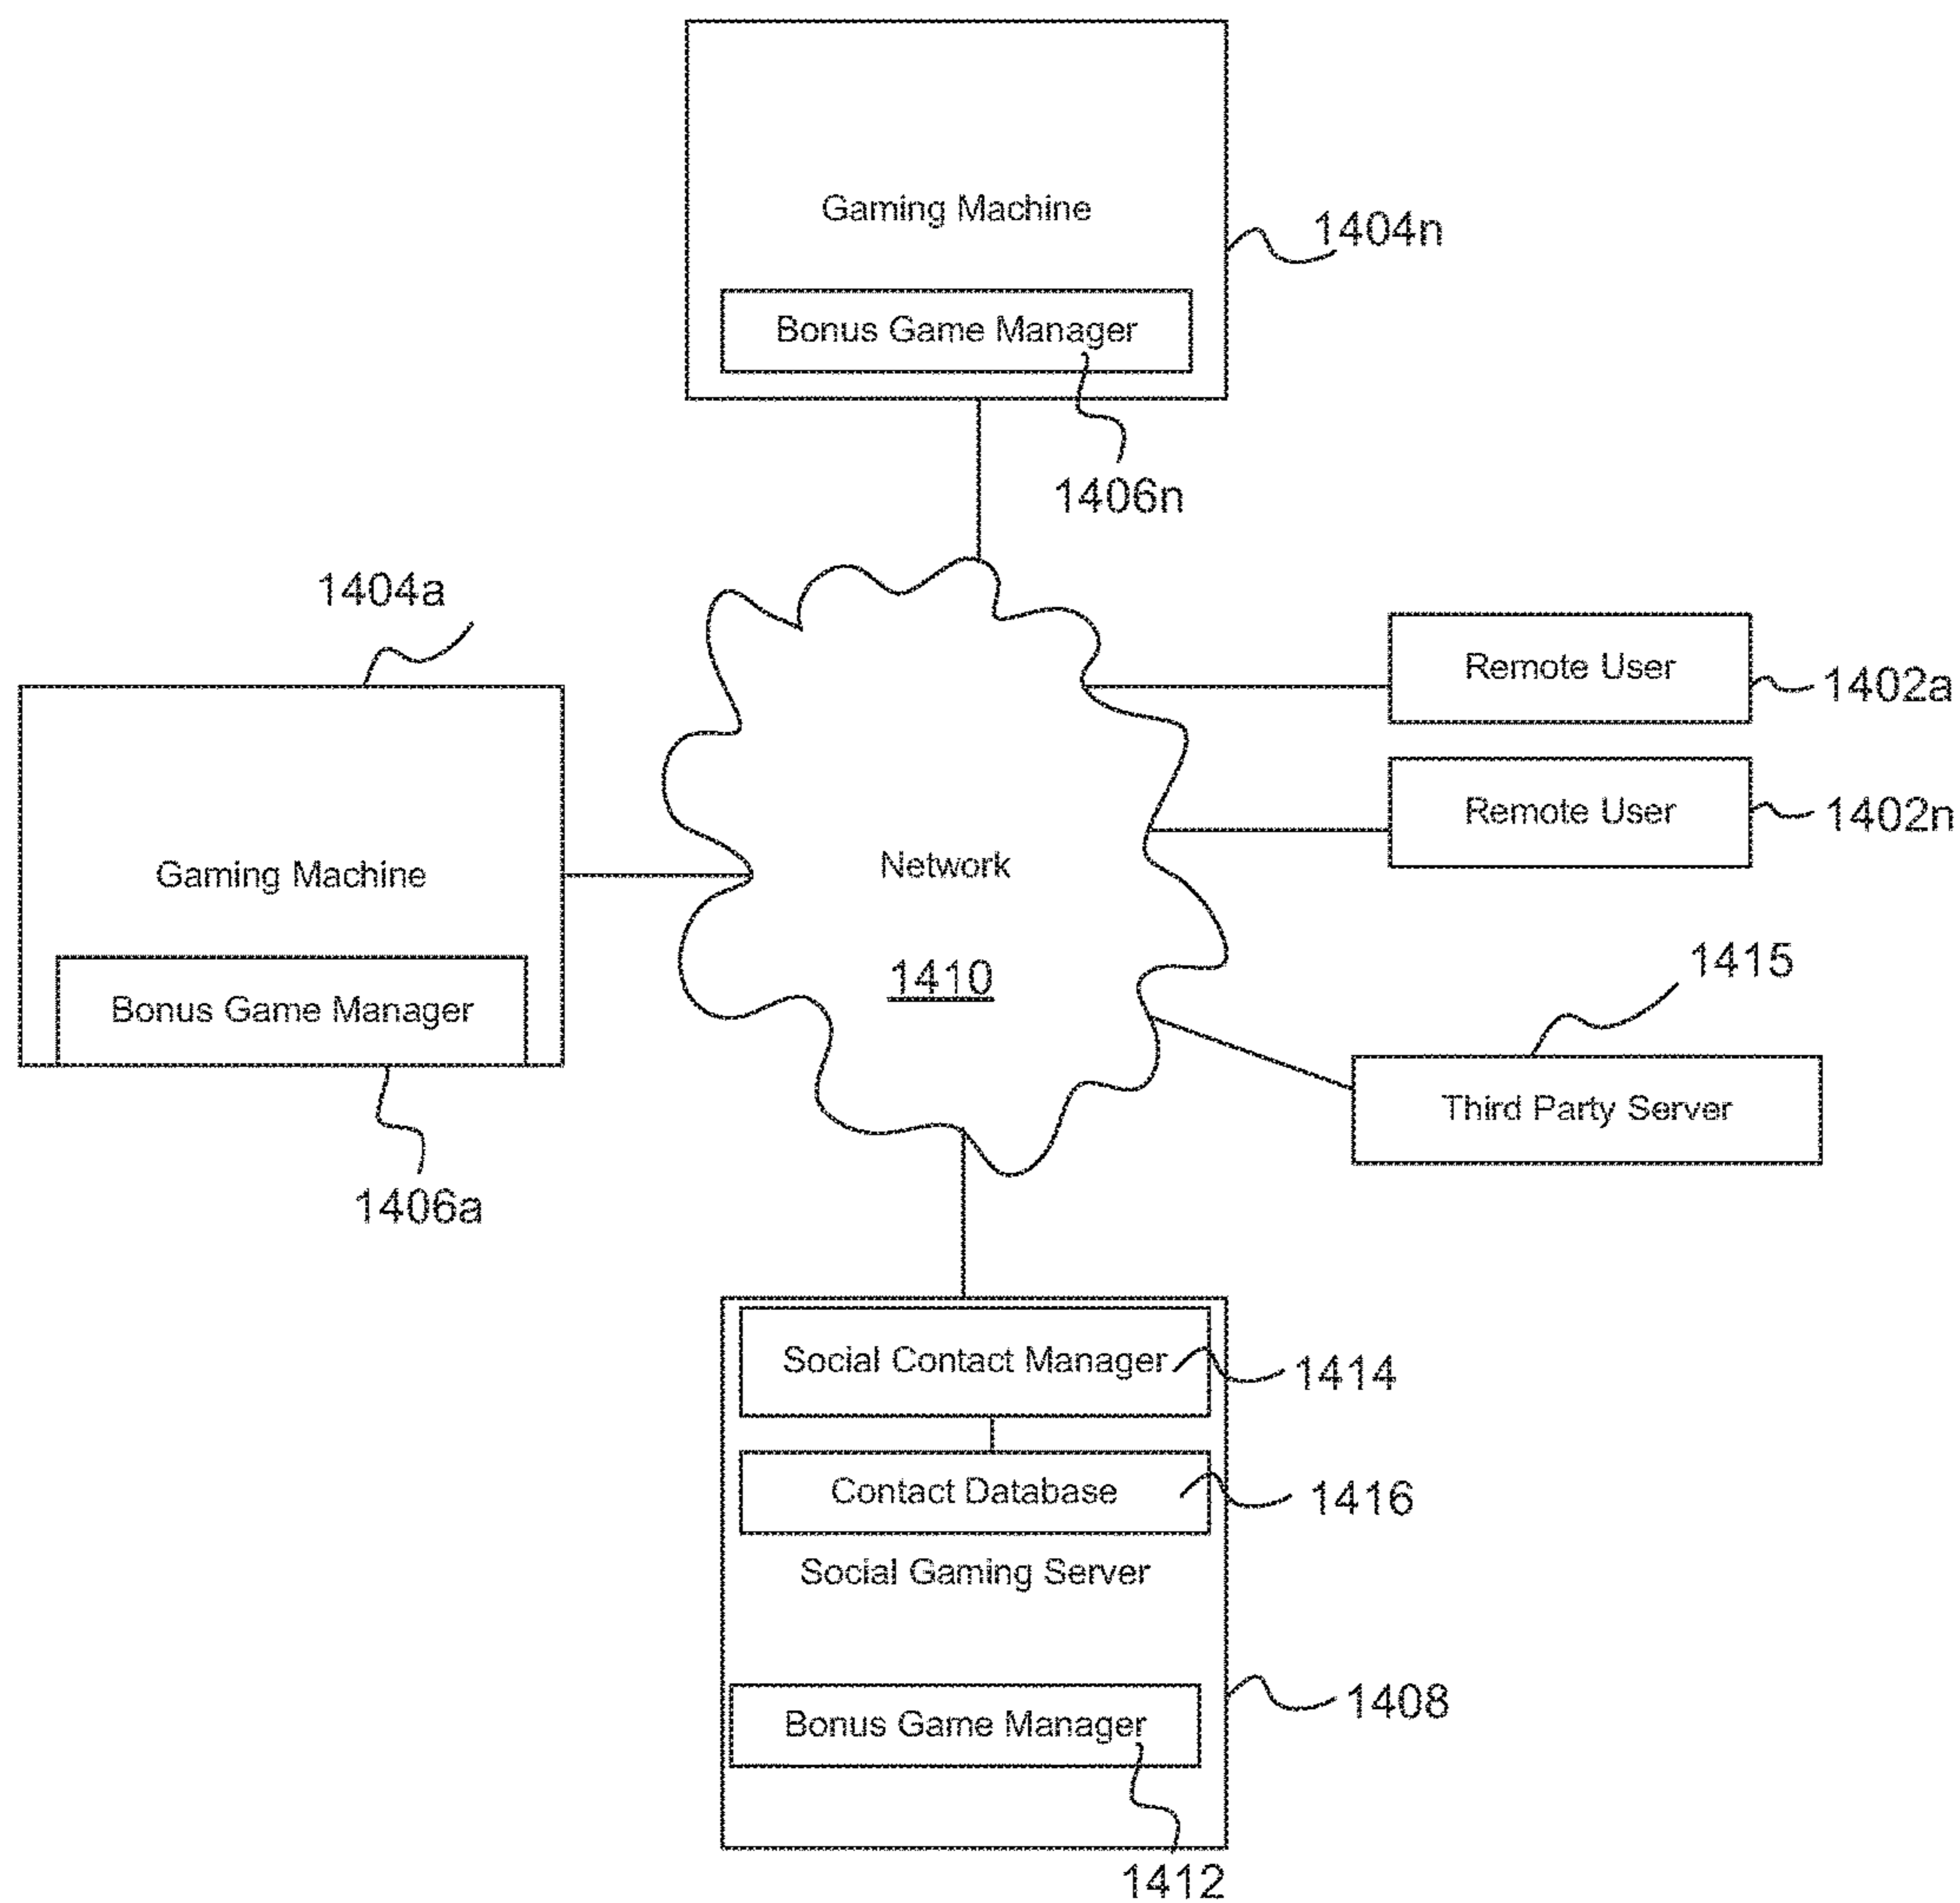 Gaming Machine
1404n
Bonus Game Manager
1406n
1404a
Remote User
1402a
Remote User
1402n
Network
Gaming Machine
1410
1415
Bonus Game Manager
Third Party Server
1406a
Social Contact Manager
1414
Contact Database
1416
Social Gaming Server
1408
Bonus Game Manager
1412